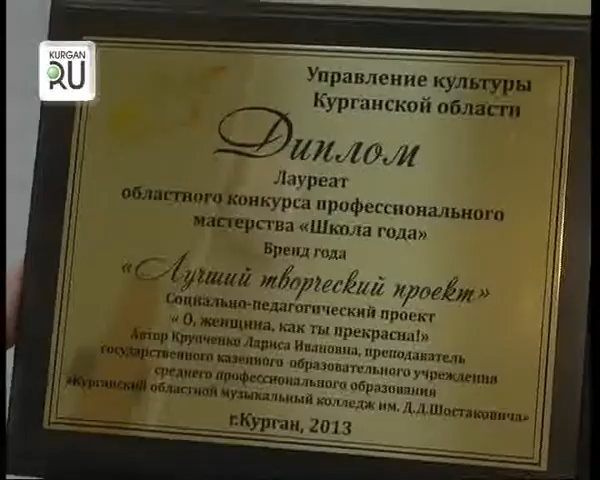 KURGAN
RU
Управление культуры
Курганской области
Диплом
Лауреат
областного конкурса профессионального
мастерства «Школа года»
Бренд года
«Лучший творческий проект»
Социально-педагогический проект
« О, женщина, как ты прекрасна!»
Автор Крупченко Лариса Ивановна, преподаватель
государственного казенного образовательного учреждения
среднего профессионального образования
«Курганский областной музыкальный колледж им. Д.Д.Шостаковича»
г.Курган, 2013